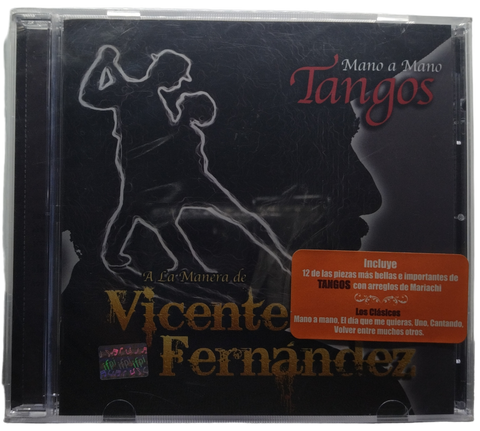 Mano a Mano
Tangos
A La Manera de
Vicente
Fernández
Incluye
12 de las piezas más bellas e importantes de
TANGOS con arreglos de Mariachi
Los Clásicos
Mano a mano, El día que me quieras, Uno, Cantando,
Volver entre muchos otros.